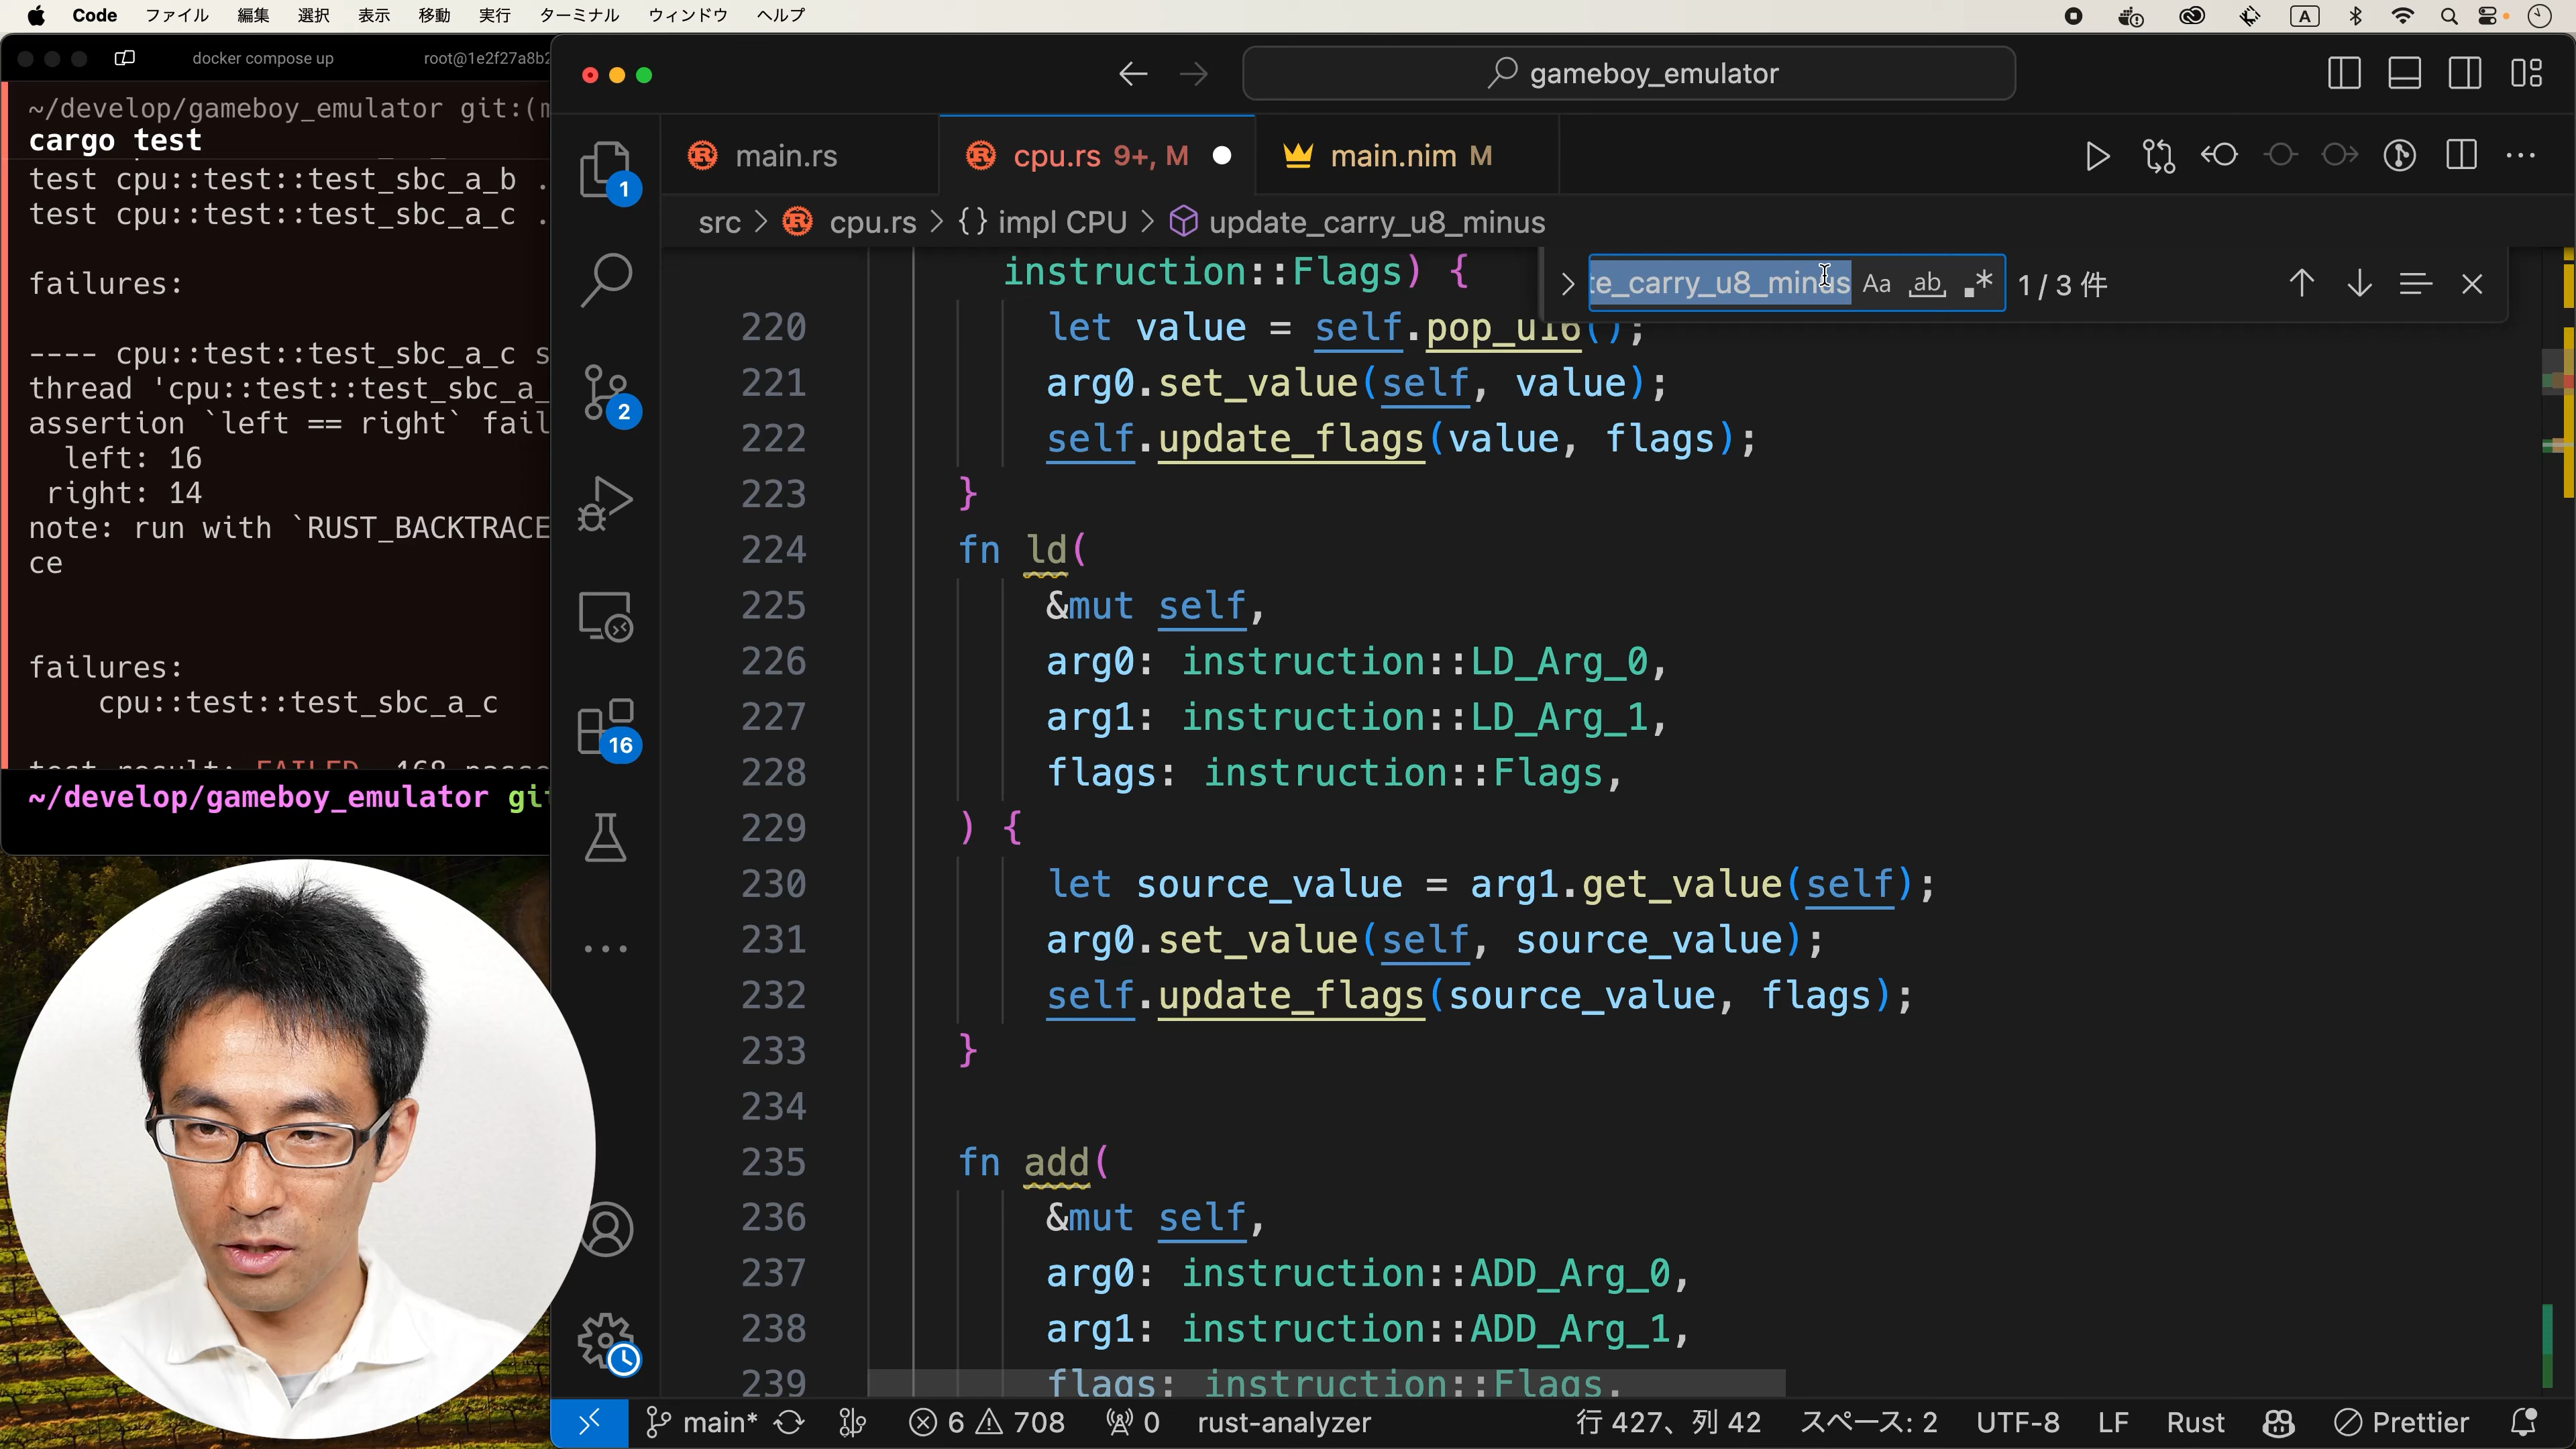 Code ファイル 編集 選択 表示 移動 実行 ターミナル ウィンドウ ヘルプ A
docker compose up root@1e2f27a8b2
~/develop/gameboy_emulator git:(m
cargo test
test cpu::test::test_sbc_a_b .
test cpu::test::test_sbc_a_c .
failures:
---- cpu::test::test_sbc_a_c s
thread 'cpu::test::test_sbc_a_
assertion `left == right` fail
left: 16
right: 14
note: run with `RUST_BACKTRACE
ce
failures:
cpu::test::test_sbc_a_c
test result: FAILED. 168 passe
~/develop/gameboy_emulator git
gameboy_emulator
main.rs cpu.rs 9+, M main.nim M
src > cpu.rs > {} impl CPU > update_carry_u8_minus
te_carry_u8_minus Aa ab .* 1 / 3 件
1
2
16
instruction::Flags) {
220 let value = self.pop_u16();
221 arg0.set_value(self, value);
222 self.update_flags(value, flags);
223 }
224 fn ld(
225 &mut self,
226 arg0: instruction::LD_Arg_0,
227 arg1: instruction::LD_Arg_1,
228 flags: instruction::Flags,
229 ) {
230 let source_value = arg1.get_value(self);
231 arg0.set_value(self, source_value);
232 self.update_flags(source_value, flags);
233 }
234
235 fn add(
236 &mut self,
237 arg0: instruction::ADD_Arg_0,
238 arg1: instruction::ADD_Arg_1,
239 flags: instruction::Flags,
main* 6 708 0 rust-analyzer 行 427、列 42 スペース: 2 UTF-8 LF Rust Prettier